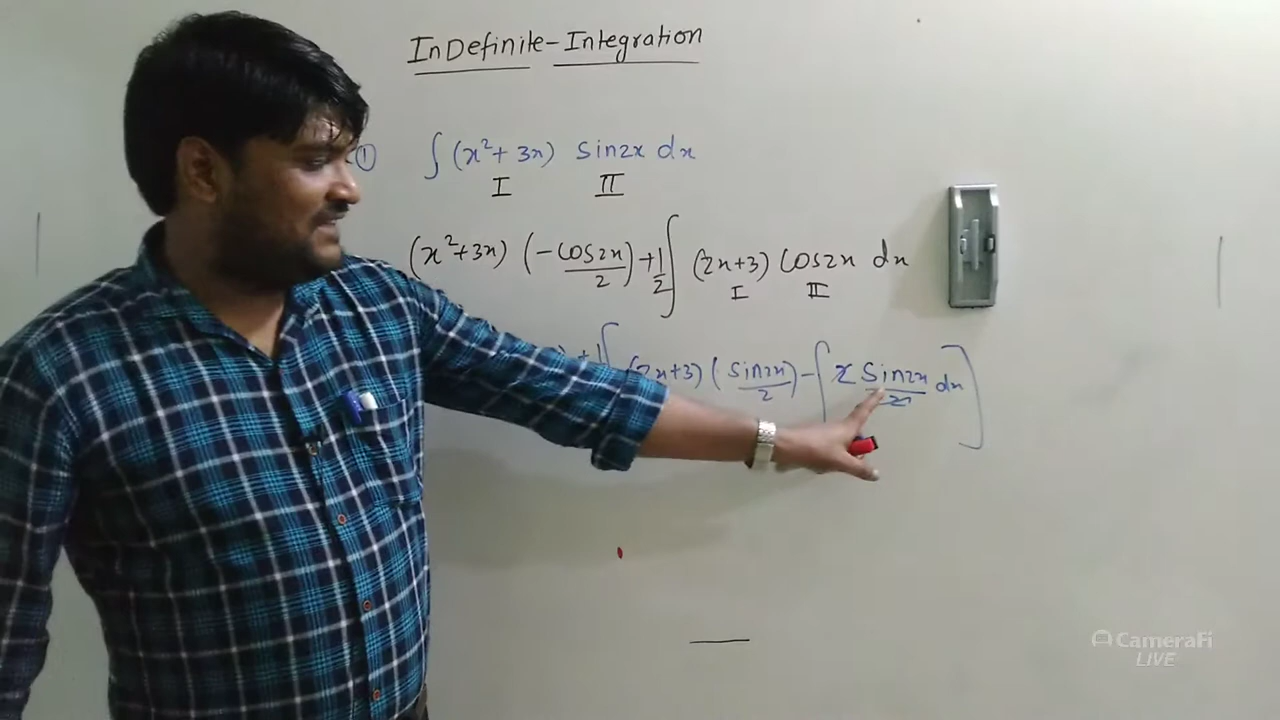 InDefinite-Integration
① ∫ (x²+ 3x) sin2x dx
I II
(x²+3x) (-cos2x/2) + 1/2 ∫ (2x+3) cos2x dx
I II
(2x+3) (sin2x/2) - ∫ 2 sin2x/2 dx ]
CameraFi
LIVE